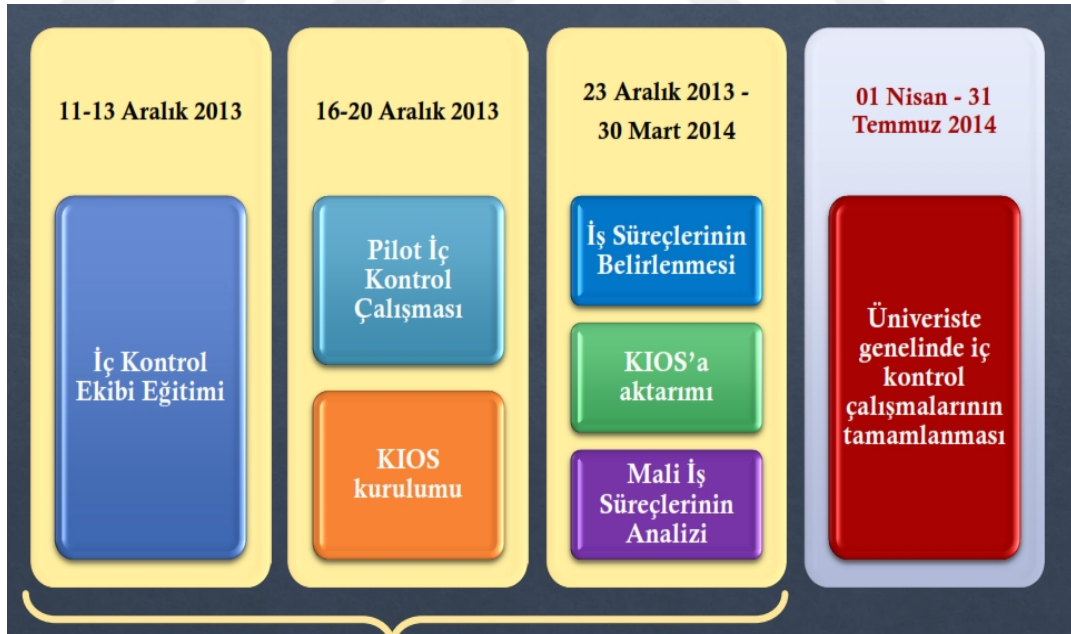 11-13 Aralık 2013
İç Kontrol
Ekibi Eğitimi
16-20 Aralık 2013
Pilot İç
Kontrol
Çalışması
KIOS
kurulumu
23 Aralık 2013 -
30 Mart 2014
İş Süreçlerinin
Belirlenmesi
KIOS’a
aktarımı
Mali İş
Süreçlerinin
Analizi
01 Nisan - 31
Temmuz 2014
Üniveriste
genelinde iç
kontrol
çalışmalarının
tamamlanması